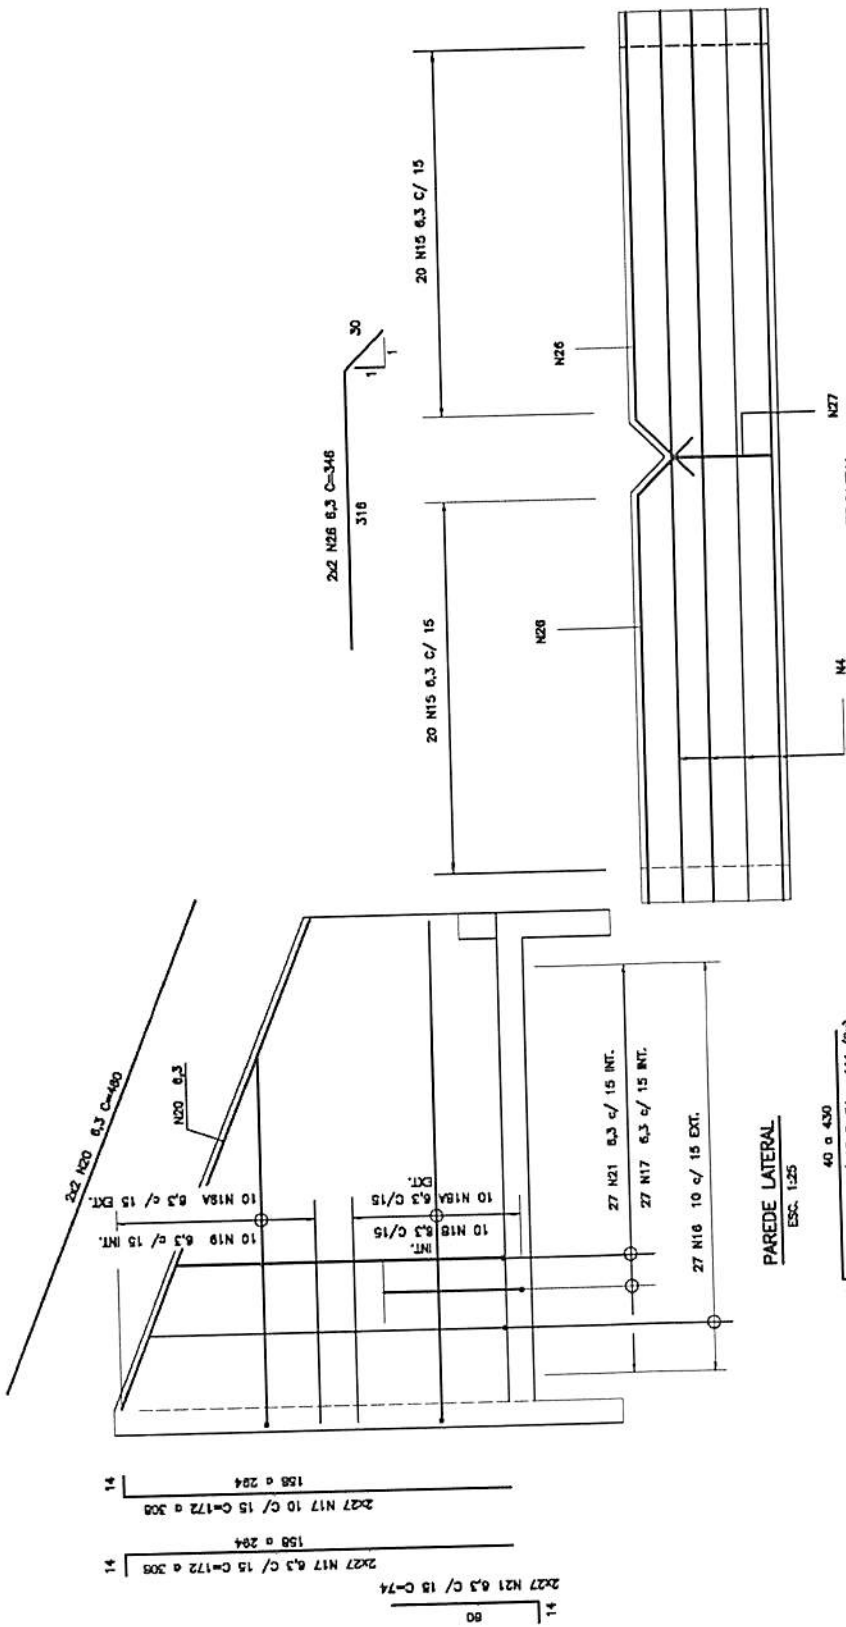 20 N15 6,3 C/ 15
30
1
1
2x2 N26 6,3 C=346
316
N26
N27
20 N15 6,3 C/ 15
N26
N4
2x2 N20 6,3 C=480
N20 6,3
10 N19A 6,3 c/ 15 EXT.
10 N19 6,3 c/ 15 INT.
10 N18A 6,3 C/15
EXT.
10 N18 6,3 C/15
INT.
27 N21 6,3 c/ 15 INT.
27 N17 6,3 c/ 15 INT.
27 N16 10 c/ 15 EXT.
PAREDE LATERAL
ESC. 1:25
40 a 430
14
158 a 294
2x27 N17 10 C/ 15 C=172 a 308
14
158 a 294
2x27 N17 6,3 C/ 15 C=172 a 308
2x27 N21 6,3 C/ 15 C=74
60
14